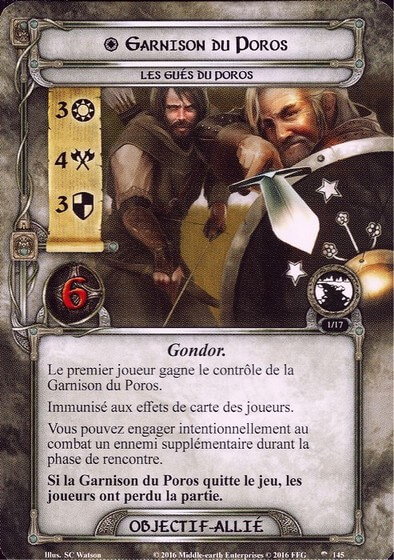 Garnison du Poros
Les Gués du Poros
3
4
3
6
1/17
Gondor.
Le premier joueur gagne le contrôle de la
Garnison du Poros.
Immunisé aux effets de carte des joueurs.
Vous pouvez engager intentionnellement au
combat un ennemi supplémentaire durant la
phase de rencontre.
Si la Garnison du Poros quitte le jeu, les
joueurs ont perdu la partie.
Objectif-Allié
Illus. SC Watson © 2016 Middle-earth Enterprises © 2016 FFG 145